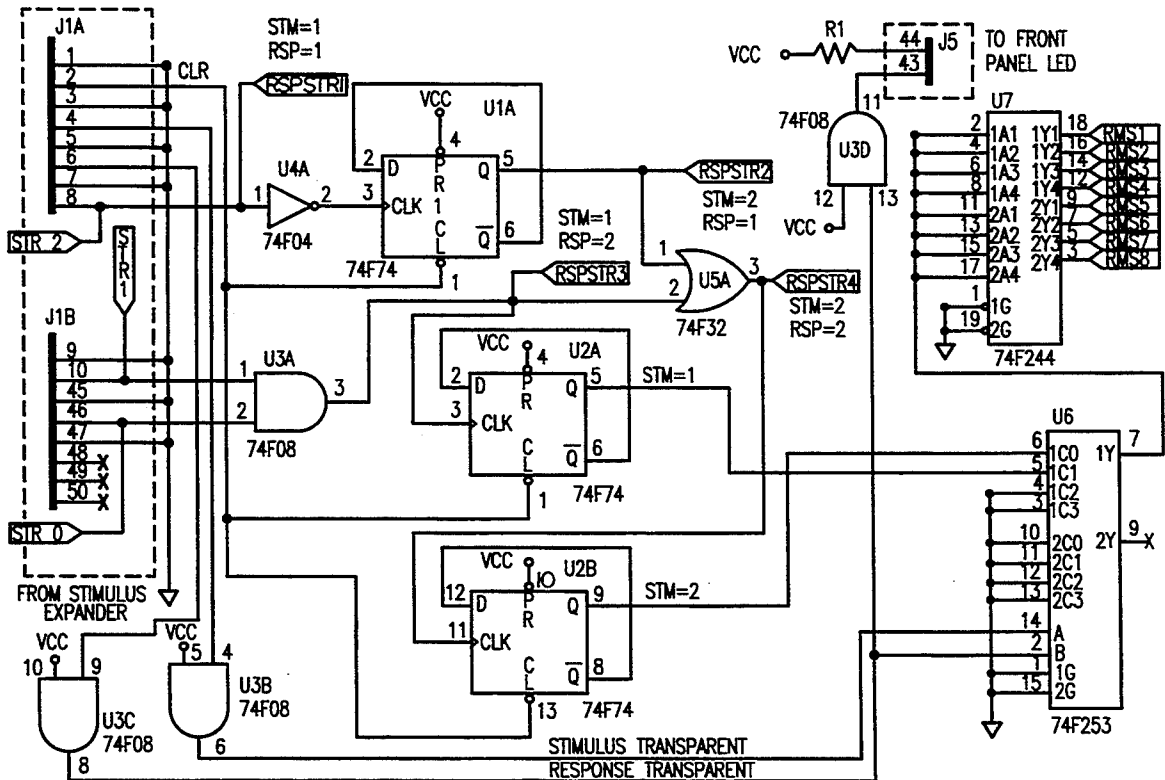 J1A
1
2
3
4
5
6
7
8
CLR
STM=1
RSP=1
RSPSTR1
STR 2
STR1
U4A
1
2
74F04
VCC
U1A
4
2
D
PR
1
Q
5
3
CLK
CL
Q
6
74F74
1
RSPSTR2
STM=2
RSP=1
STM=1
RSP=2
RSPSTR3
1
2
U5A
3
74F32
RSPSTR4
STM=2
RSP=2
VCC
R1
44
43
J5
TO FRONT
PANEL LED
11
74F08
U3D
12
13
VCC
U7
2 1A1 1Y1 18 RMS1
4 1A2 1Y2 16 RMS2
6 1A3 1Y3 14 RMS3
8 1A4 1Y4 12 RMS4
11 2A1 2Y1 9 RMS5
13 2A2 2Y2 7 RMS6
15 2A3 2Y3 5 RMS7
17 2A4 2Y4 3 RMS8
1 1G
19 2G
74F244
J1B
9
10
45
46
47
48 X
49 X
50 X
STR 0
FROM STIMULUS
EXPANDER
U3A
1
2
3
74F08
VCC
U2A
4
2
D
PR
Q
5
STM=1
3
CLK
CL
Q
6
1
74F74
VCC
U2B
10
12
D
PR
Q
9
STM=2
11
CLK
CL
Q
8
13
74F74
U6
6 1C0 1Y 7
5 1C1
4 1C2
3 1C3
10 2C0 2Y 9 X
11 2C1
12 2C2
13 2C3
14 A
2 B
1 1G
15 2G
74F253
VCC
10
9
U3C
74F08
8
VCC
5
4
U3B
74F08
6
STIMULUS TRANSPARENT
RESPONSE TRANSPARENT